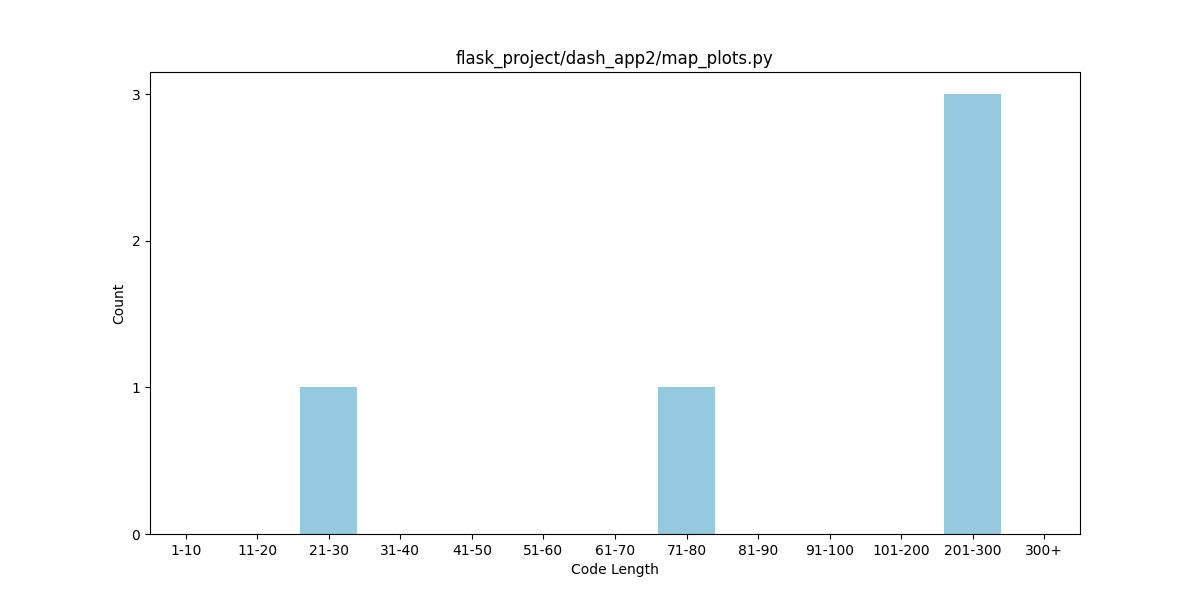 flask_project/dash_app2/map_plots.py
3
2
1
0
Count
1-10 11-20 21-30 31-40 41-50 51-60 61-70 71-80 81-90 91-100 101-200 201-300 300+
Code Length